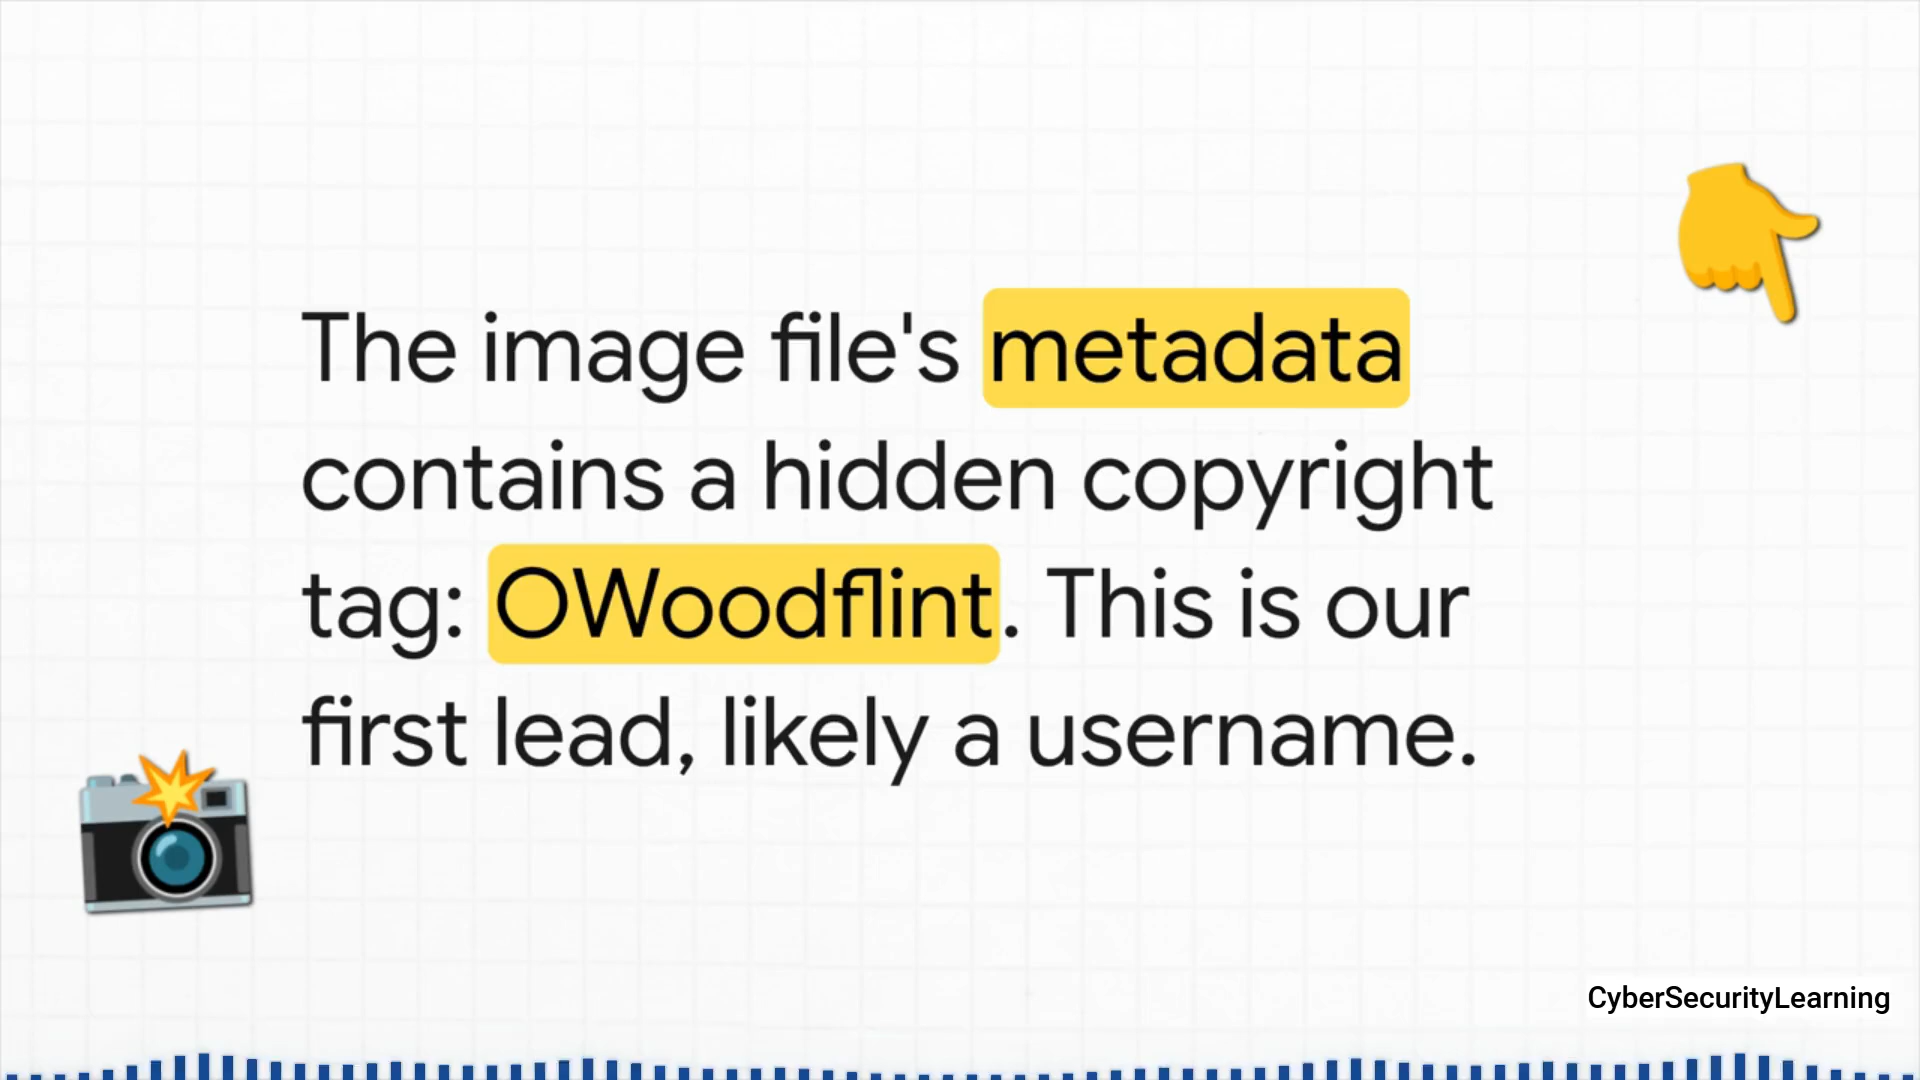 The image file's metadata
contains a hidden copyright
tag: OWoodflint. This is our
first lead, likely a username.
CyberSecurityLearning